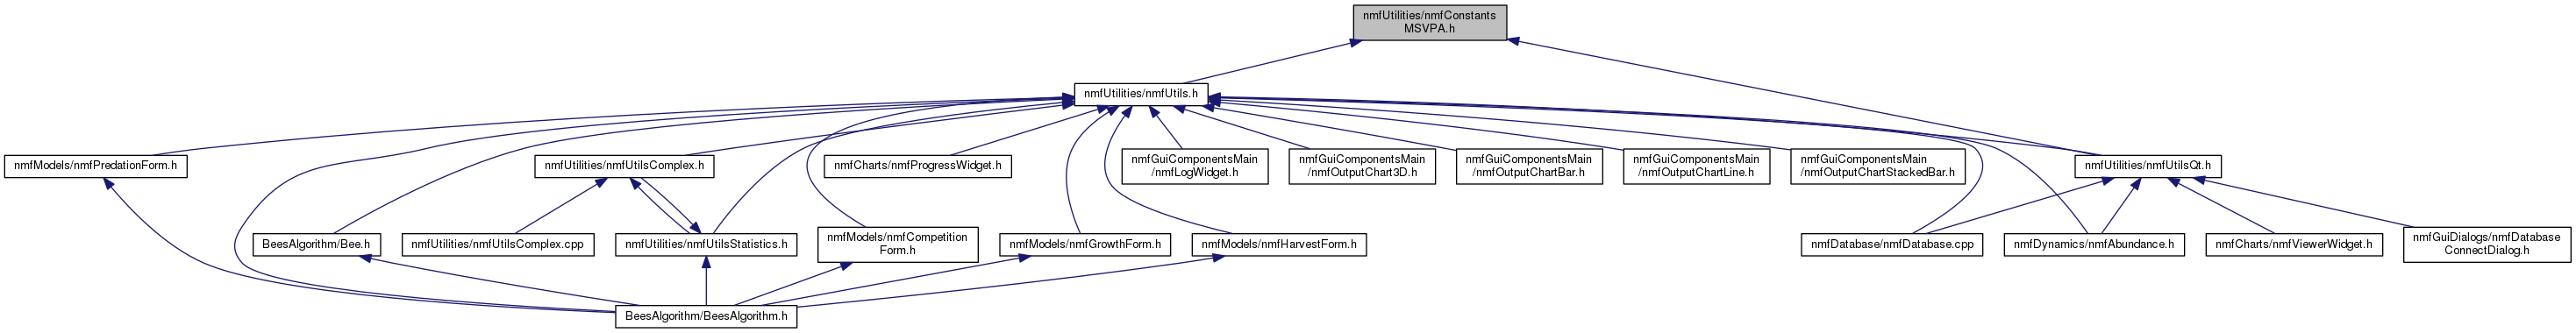 nmfUtilities/nmfConstants
MSVPA.h
nmfUtilities/nmfUtils.h
nmfModels/nmfPredationForm.h
nmfUtilities/nmfUtilsComplex.h
nmfCharts/nmfProgressWidget.h
nmfGuiComponentsMain
/nmfLogWidget.h
nmfGuiComponentsMain
/nmfOutputChart3D.h
nmfGuiComponentsMain
/nmfOutputChartBar.h
nmfGuiComponentsMain
/nmfOutputChartLine.h
nmfGuiComponentsMain
/nmfOutputChartStackedBar.h
nmfUtilities/nmfUtilsQt.h
BeesAlgorithm/Bee.h
nmfUtilities/nmfUtilsComplex.cpp
nmfUtilities/nmfUtilsStatistics.h
nmfModels/nmfCompetition
Form.h
nmfModels/nmfGrowthForm.h
nmfModels/nmfHarvestForm.h
nmfDatabase/nmfDatabase.cpp
nmfDynamics/nmfAbundance.h
nmfCharts/nmfViewerWidget.h
nmfGuiDialogs/nmfDatabase
ConnectDialog.h
BeesAlgorithm/BeesAlgorithm.h